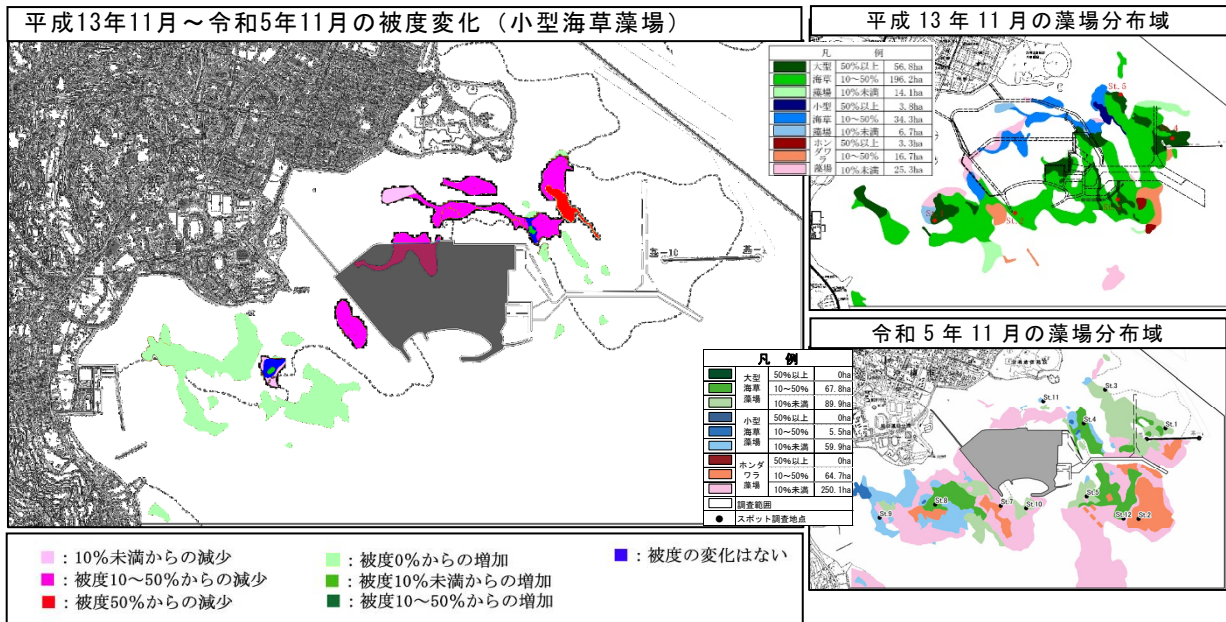 平成13年11月～令和5年11月の被度変化（小型海草藻場）
平成 13 年 11 月の藻場分布域
凡 例
大型 海草 藻場
50%以上 56.8ha
10～50% 196.2ha
10%未満 14.1ha
小型 海草 藻場
50%以上 3.8ha
10～50% 34.3ha
10%未満 6.7ha
ホンダワラ藻場
50%以上 3.3ha
10～50% 16.7ha
10%未満 25.3ha
St.5
基-10
令和 5 年 11 月の藻場分布域
凡 例
大型 海草 藻場
50%以上 0ha
10～50% 67.8ha
10%未満 89.9ha
小型 海草 藻場
50%以上 0ha
10～50% 5.5ha
10%未満 59.9ha
ホンダワラ藻場
50%以上 0ha
10～50% 64.7ha
10%未満 250.1ha
調査範囲
スポット調査地点
St.3
St.11
St.4
St.1
St.8
St.9
St.7
St.10
St.5
St.12
St.2
：10%未満からの減少
：被度10～50%からの減少
：被度50%からの減少
：被度0%からの増加
：被度10%未満からの増加
：被度10～50%からの増加
：被度の変化はない